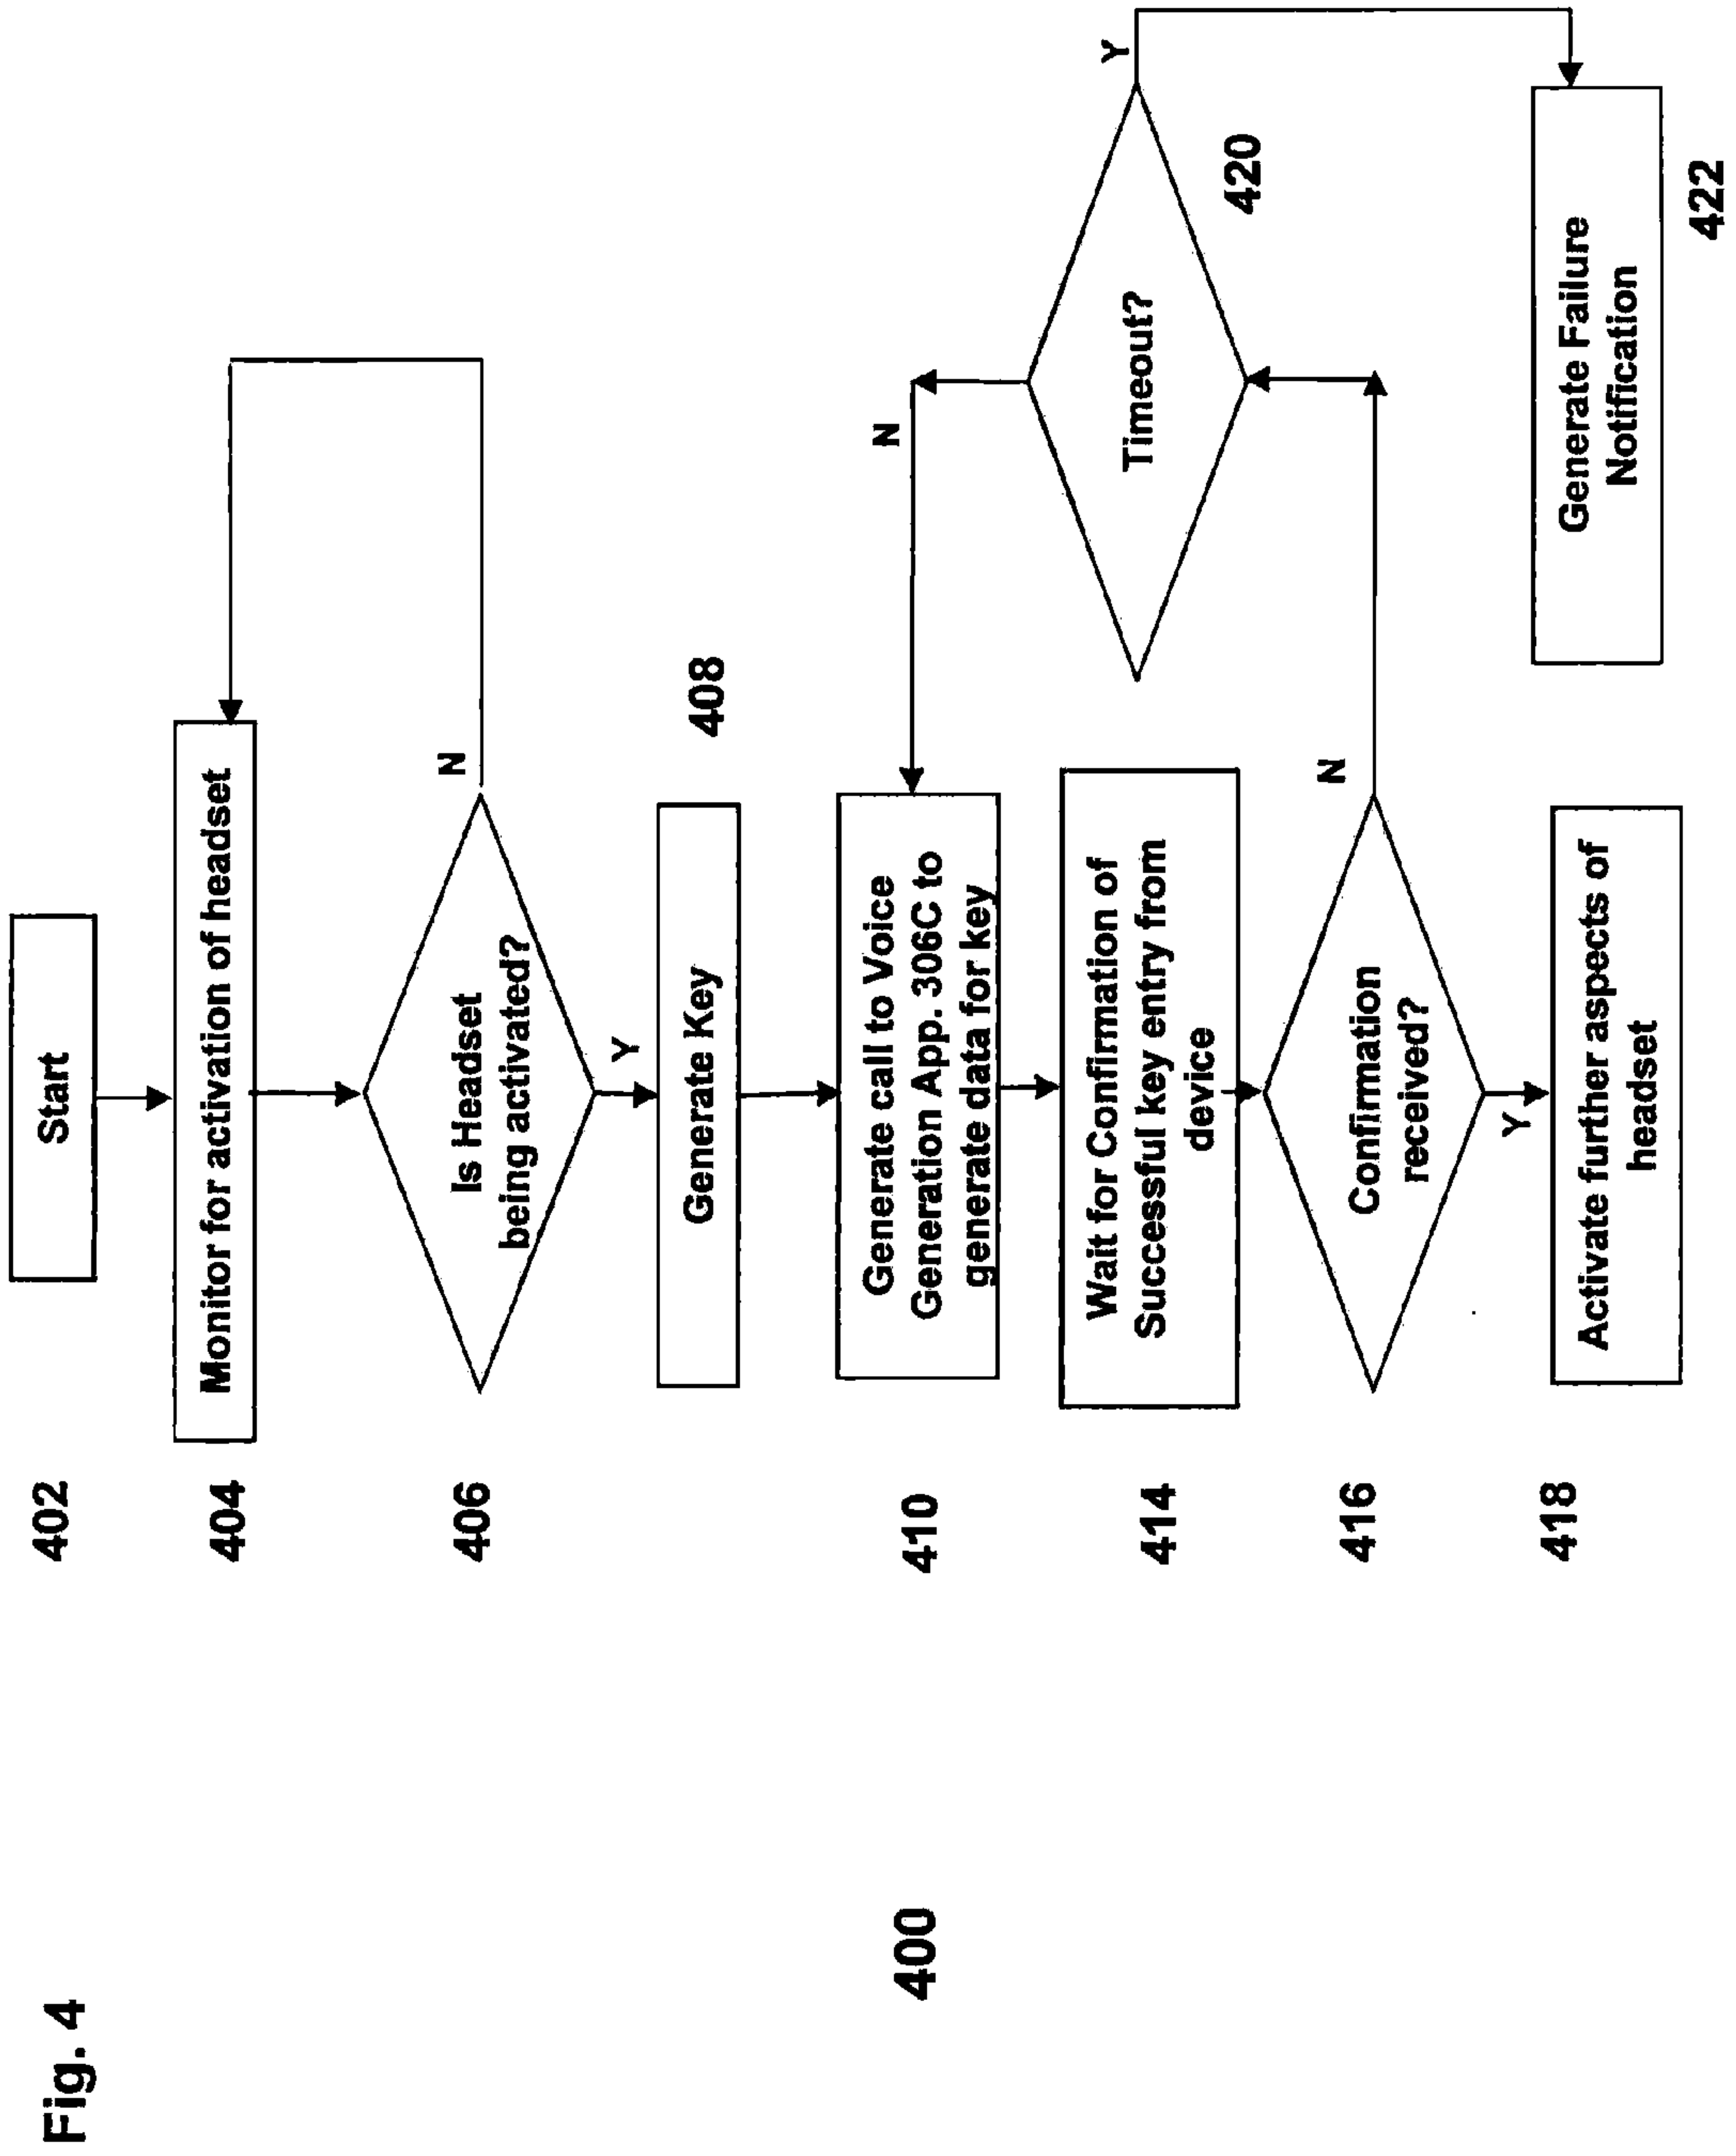 Fig. 4
400
402
Start
404
Monitor for activation of headset
406
Is Headset
being activated?
N
Y
408
Generate Key
410
Generate call to Voice
Generation App. 306C to
generate data for key
414
Wait for Confirmation of
Successful key entry from
device
416
Confirmation
received?
N
Y
418
Activate further aspects of
headset
Timeout?
420
N
Y
Generate Failure
Notification
422